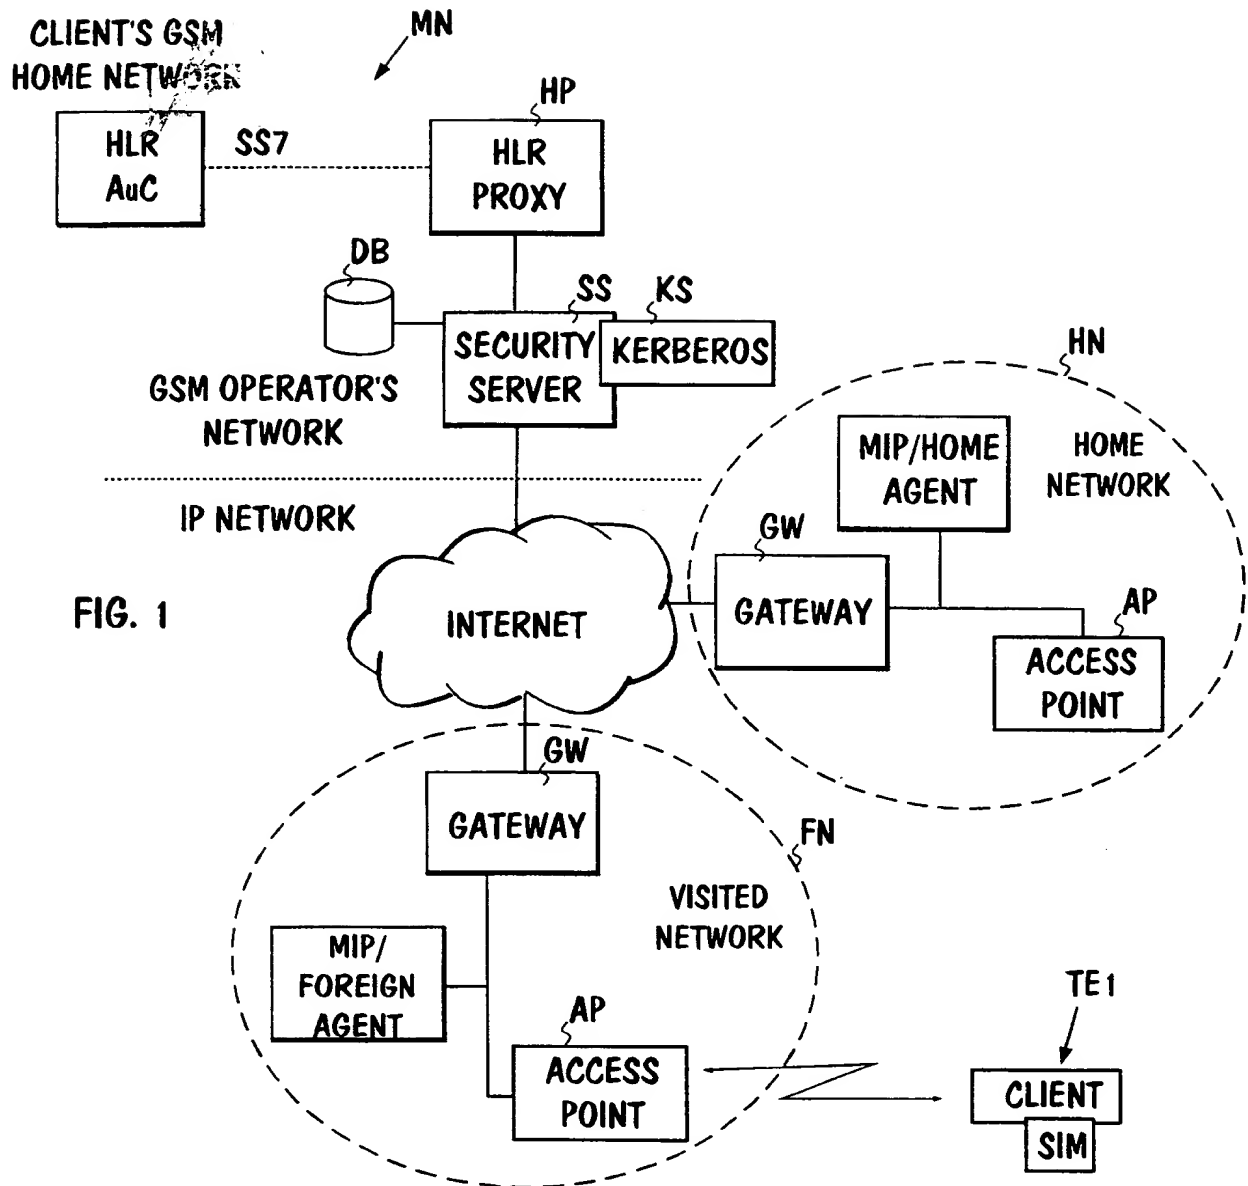 CLIENT'S GSM
HOME NETWORK
MN
HLR
AuC
SS7
HP
HLR
PROXY
DB
SS
KS
SECURITY
SERVER
KERBEROS
GSM OPERATOR'S
NETWORK
IP NETWORK
HN
MIP/HOME
AGENT
HOME
NETWORK
GW
GATEWAY
AP
ACCESS
POINT
FIG. 1
INTERNET
GW
GATEWAY
FN
VISITED
NETWORK
MIP/
FOREIGN
AGENT
AP
ACCESS
POINT
TE1
CLIENT
SIM